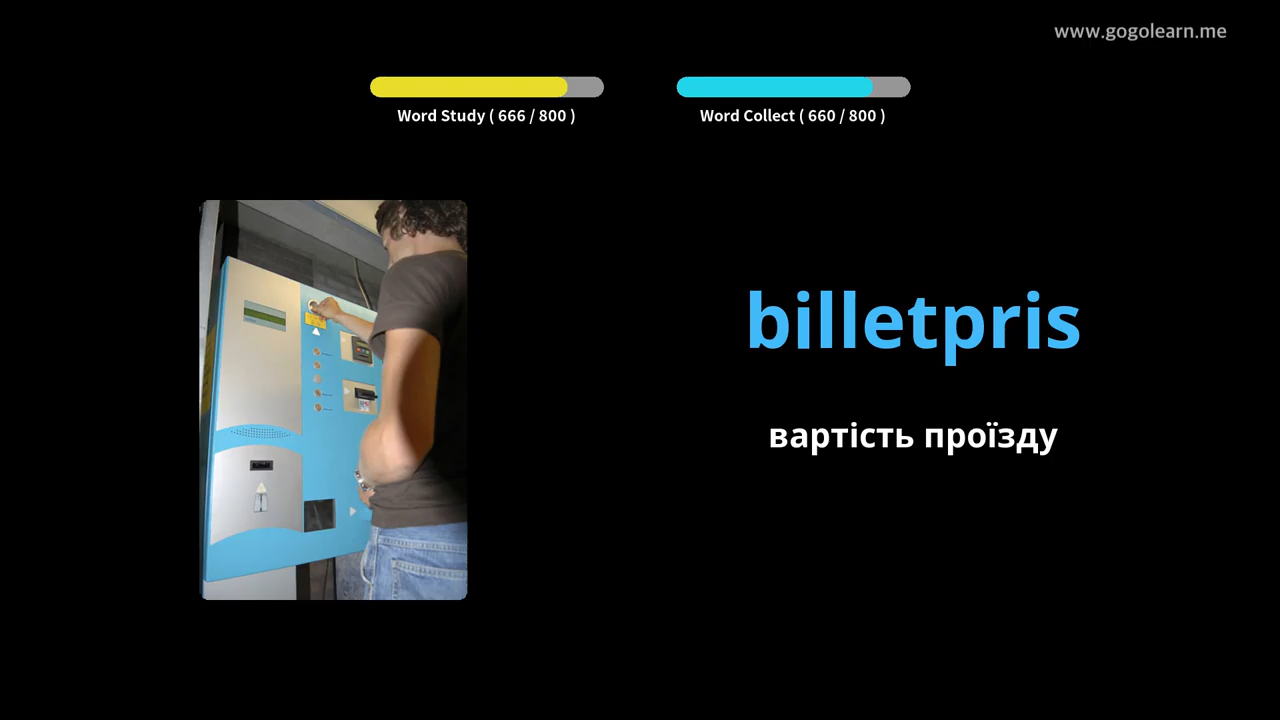 www.gogolearn.me
Word Study ( 666 / 800 )
Word Collect ( 660 / 800 )
billetpris
вартість проїзду